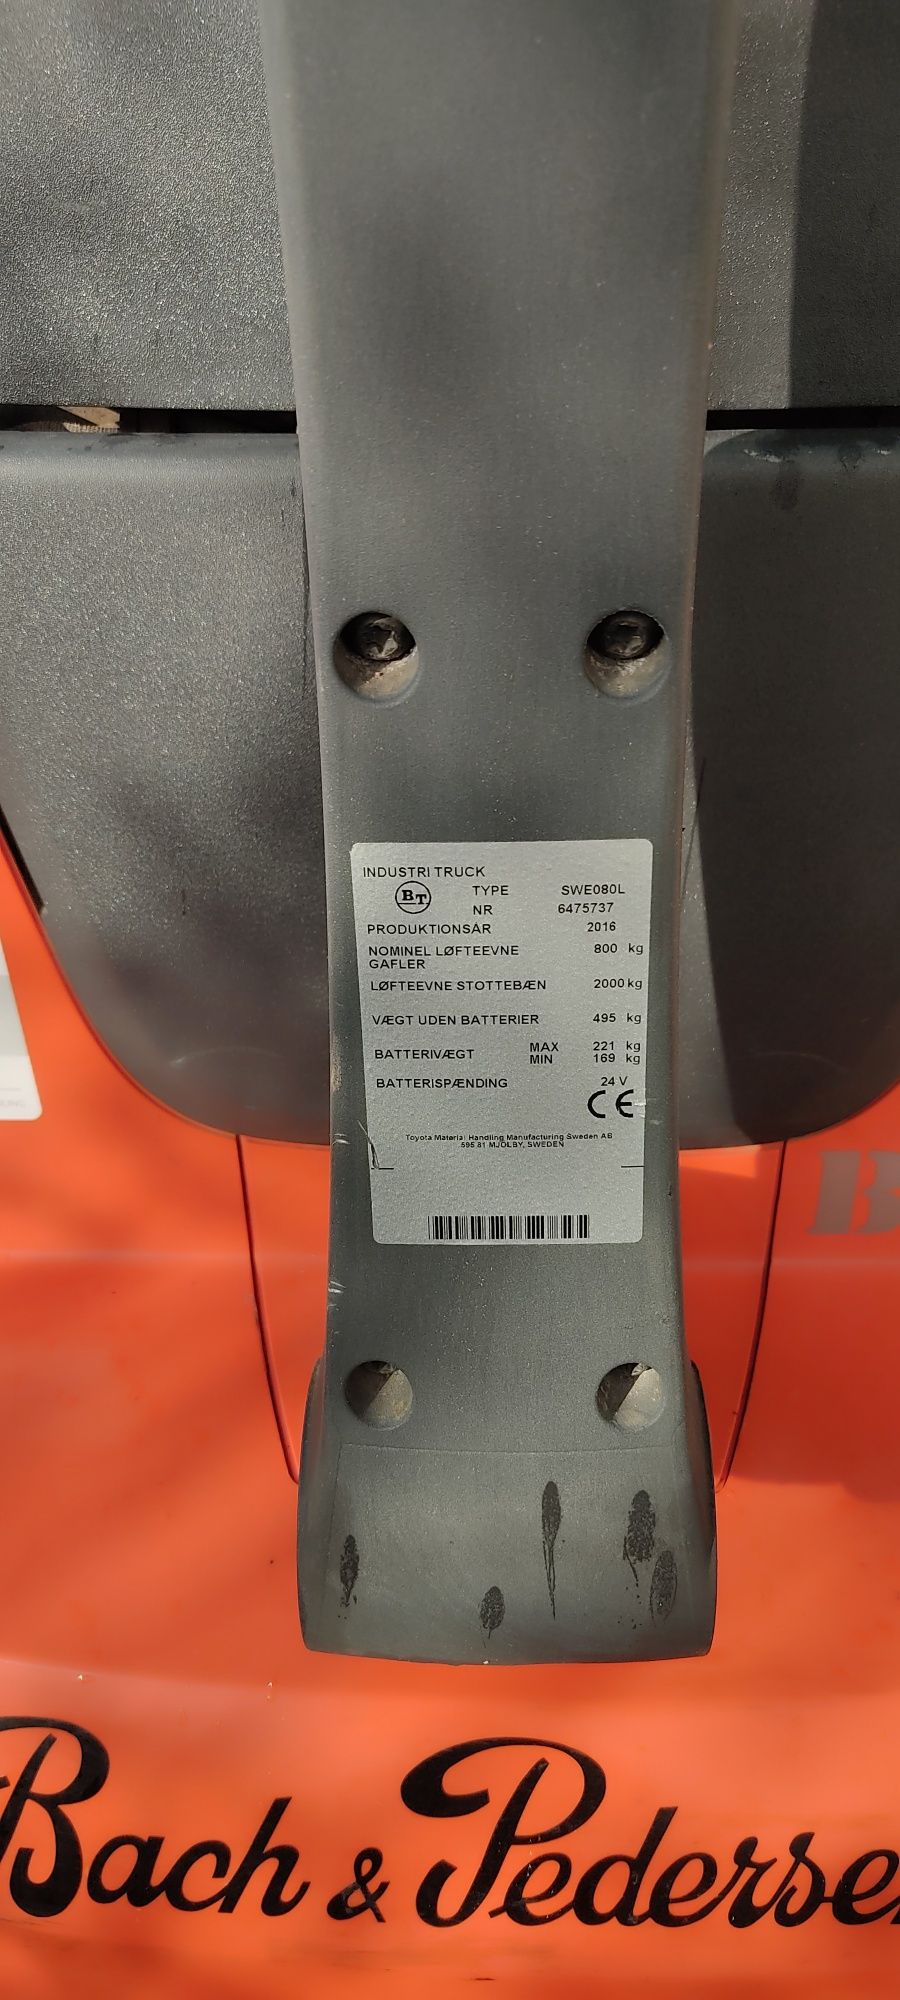 INDUSTRI TRUCK
BT
TYPE SWE080L
NR 6475737
PRODUKTIONSÅR 2016
NOMINEL LØFTEEVNE 800 kg
GAFLER
LØFTEEVNE STOTTEBÆN 2000 kg
VÆGT UDEN BATTERIER 495 kg
BATTERIVÆGT MAX 221 kg
MIN 169 kg
BATTERISPÆNDING 24 V
CE
Toyota Material Handling Manufacturing Sweden AB
595 81 MJÖLBY, SWEDEN
B
Bach & Pederse